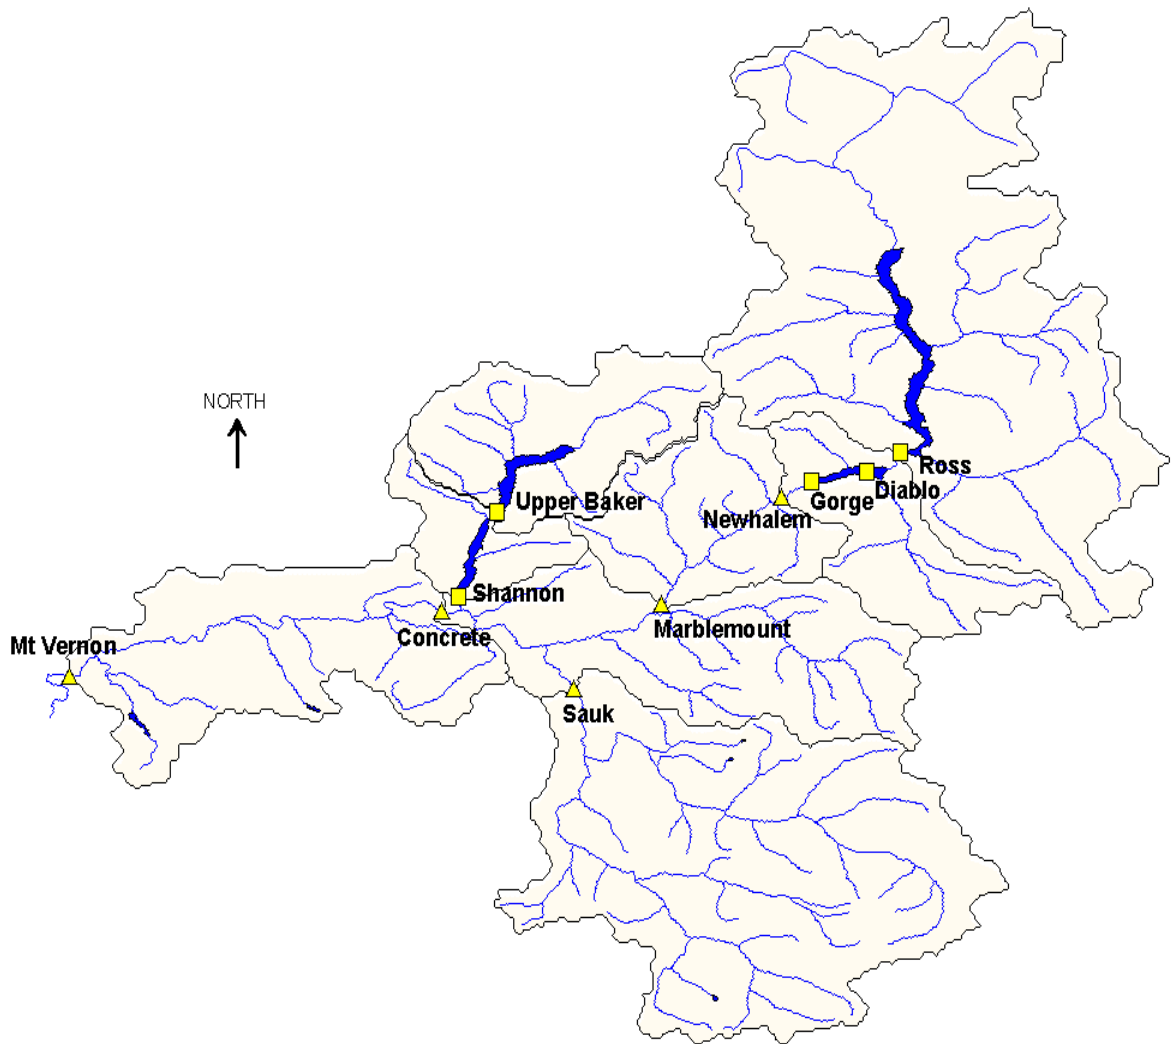 NORTH
Ross
Diablo
Gorge
Upper Baker
Newhalem
Shannon
Marblemount
Concrete
Mt Vernon
Sauk